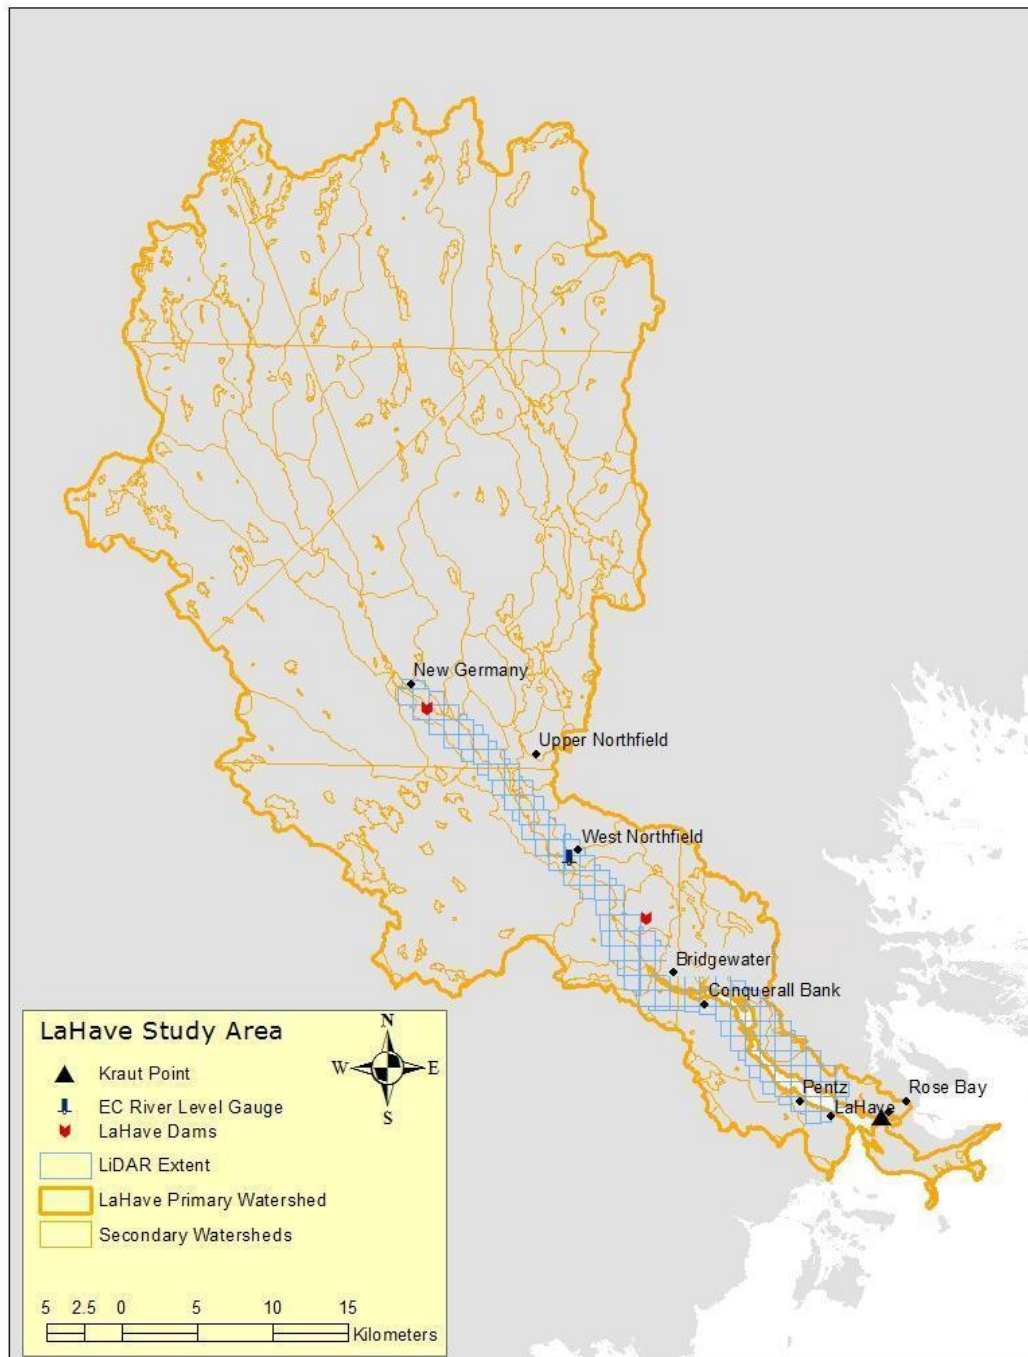 New Germany
Upper Northfield
West Northfield
Bridgewater
Conquerall Bank
Pentz
Rose Bay
LaHave
LaHave Study Area
N
W E
S
Kraut Point
EC River Level Gauge
LaHave Dams
LiDAR Extent
LaHave Primary Watershed
Secondary Watersheds
5 2.5 0 5 10 15
Kilometers